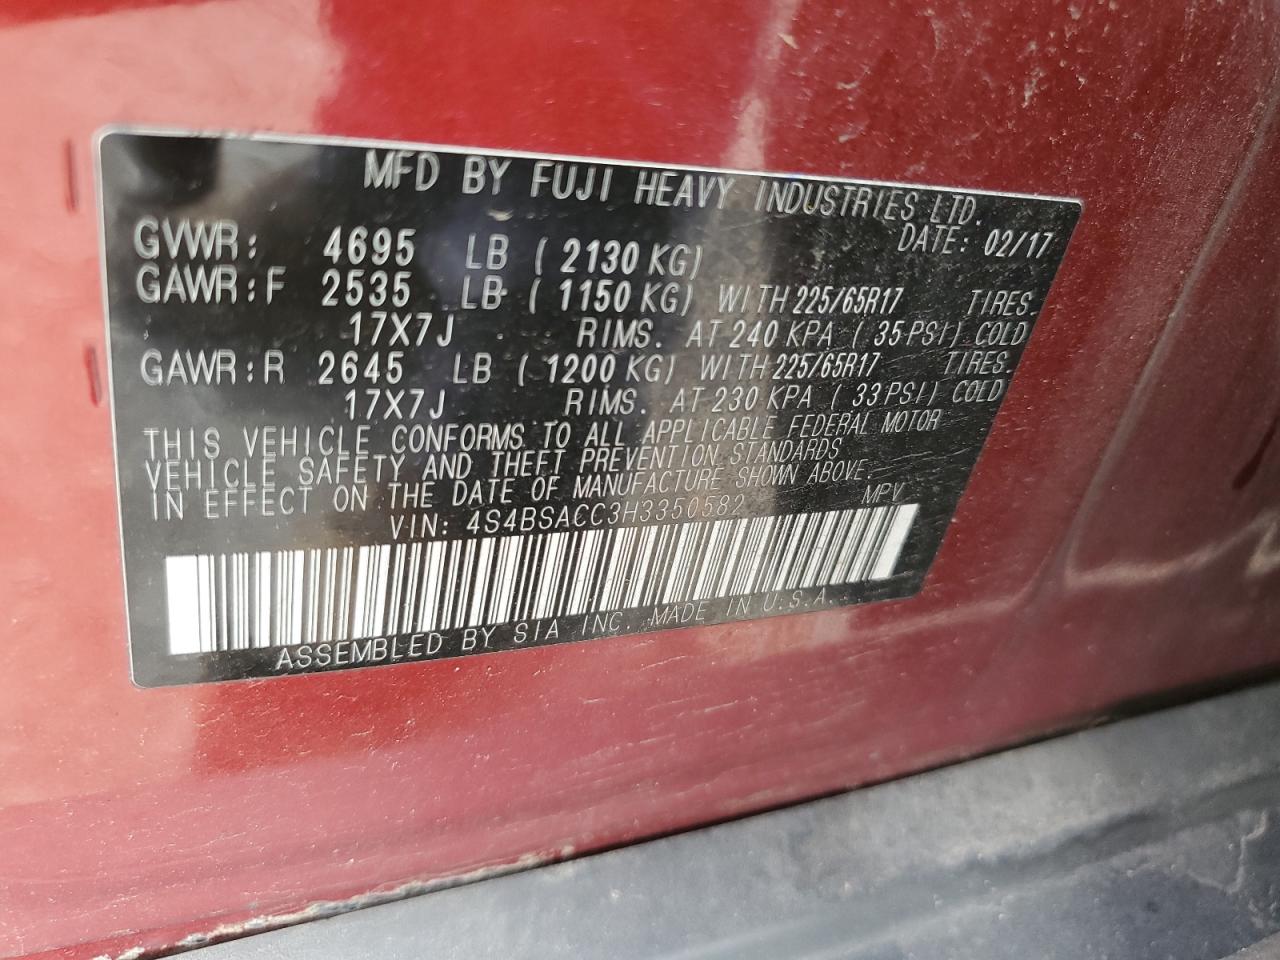 MFD BY FUJI HEAVY INDUSTRIES LTD.
DATE: 02/17
GVWR: 4695 LB ( 2130 KG)
GAWR:F 2535 LB ( 1150 KG) WITH 225/65R17 TIRES.
17X7J RIMS. AT 240 KPA ( 35 PSI) COLD
GAWR:R 2645 LB ( 1200 KG) WITH 225/65R17 TIRES.
17X7J RIMS. AT 230 KPA ( 33 PSI) COLD
THIS VEHICLE CONFORMS TO ALL APPLICABLE FEDERAL MOTOR
VEHICLE SAFETY AND THEFT PREVENTION STANDARDS
IN EFFECT ON THE DATE OF MANUFACTURE SHOWN ABOVE.
VIN: 4S4BSACC3H3350582 MPV
ASSEMBLED BY SIA INC. MADE IN U.S.A.